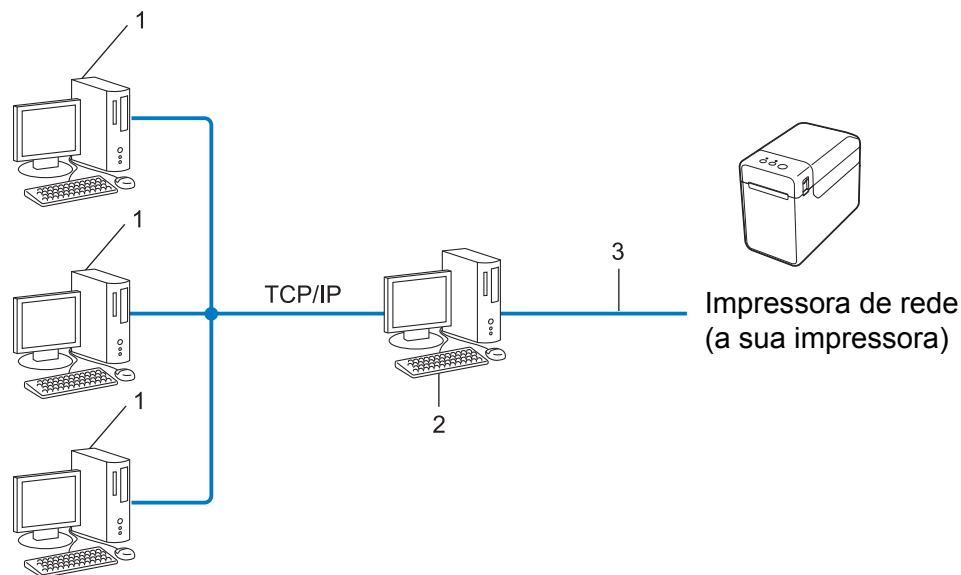 1
1
3
TCP/IP
Impressora de rede
(a sua impressora)
2
1